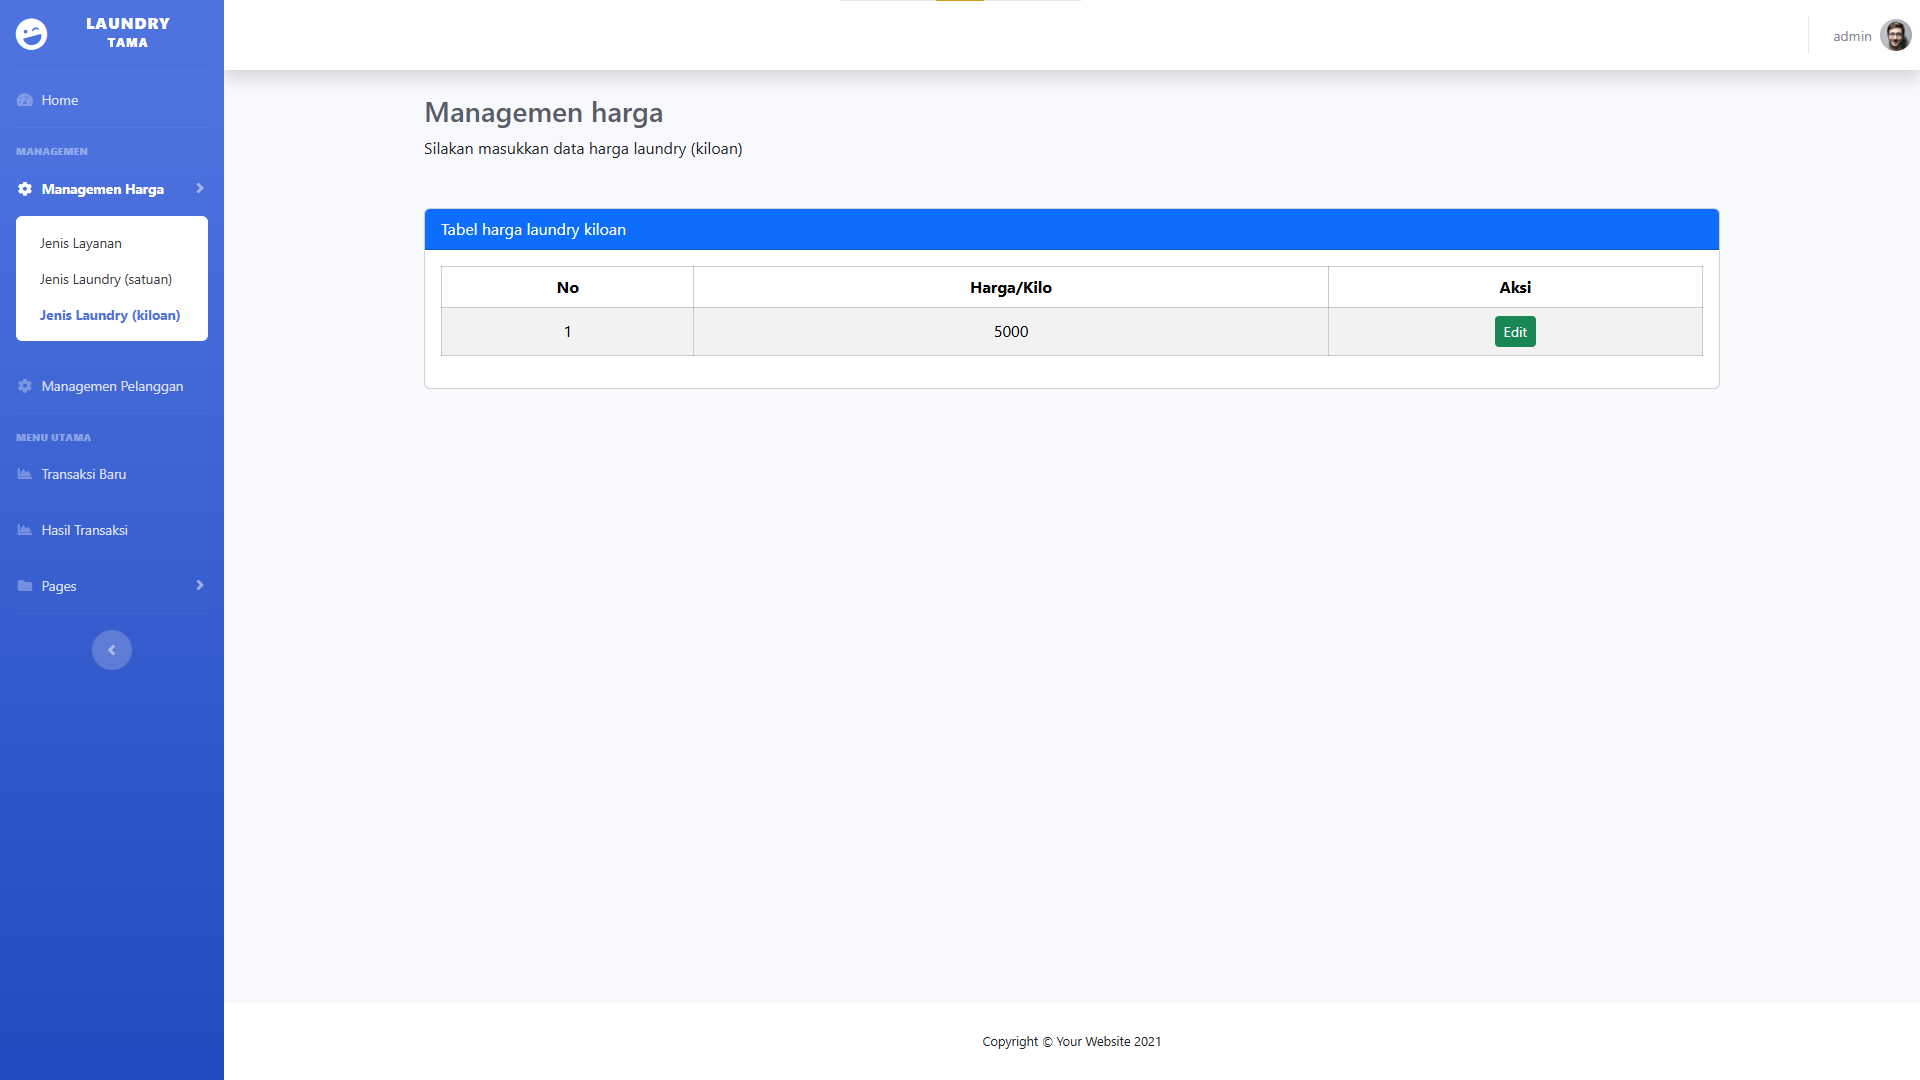 LAUNDRY
TAMA
admin
Home
MANAGEMEN
Managemen Harga
Jenis Layanan
Jenis Laundry (satuan)
Jenis Laundry (kiloan)
Managemen Pelanggan
MENU UTAMA
Transaksi Baru
Hasil Transaksi
Pages
Managemen harga
Silakan masukkan data harga laundry (kiloan)
Tabel harga laundry kiloan
No Harga/Kilo Aksi
1 5000 Edit
Copyright © Your Website 2021